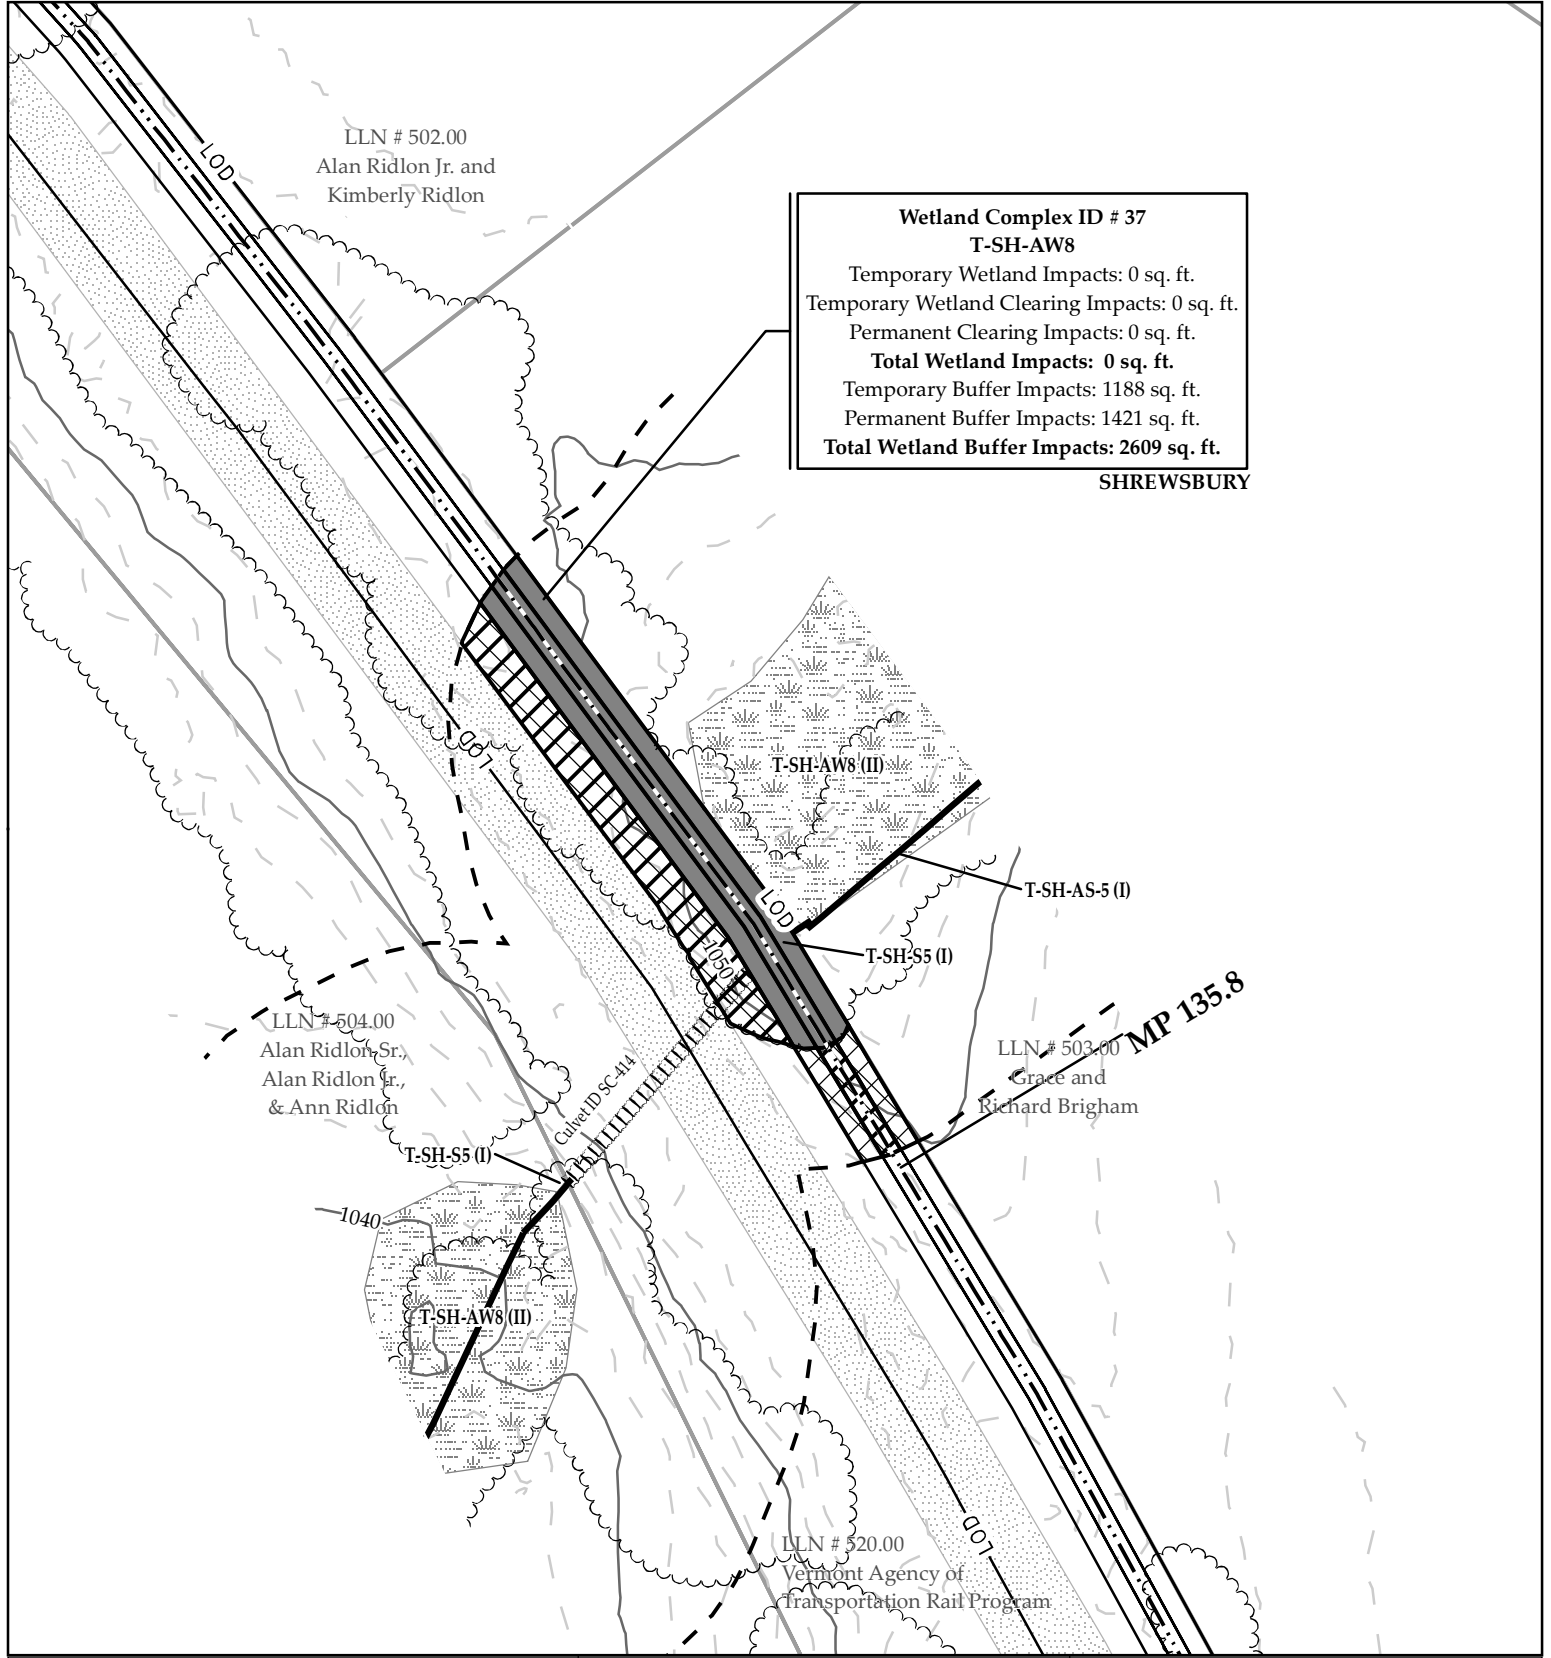 LOD
LLN # 502.00
Alan Ridlon Jr. and
Kimberly Ridlon
Wetland Complex ID # 37
T-SH-AW8
Temporary Wetland Impacts: 0 sq. ft.
Temporary Wetland Clearing Impacts: 0 sq. ft.
Permanent Clearing Impacts: 0 sq. ft.
Total Wetland Impacts: 0 sq. ft.
Temporary Buffer Impacts: 1188 sq. ft.
Permanent Buffer Impacts: 1421 sq. ft.
Total Wetland Buffer Impacts: 2609 sq. ft.
SHREWSBURY
LOD
T-SH-AW8 (II)
T-SH-AS-5 (I)
LOD
T-SH-S5 (I)
1050
MP 135.8
LLN # 504.00
Alan Ridlon Sr.,
Alan Ridlon Jr.,
& Ann Ridlon
LLN # 503.00
Grace and
Richard Brigham
Culvet ID SC-414
T-SH-S5 (I)
1040
T-SH-AW8 (II)
LOD
LLN # 520.00
Vermont Agency of
Transportation Rail Program